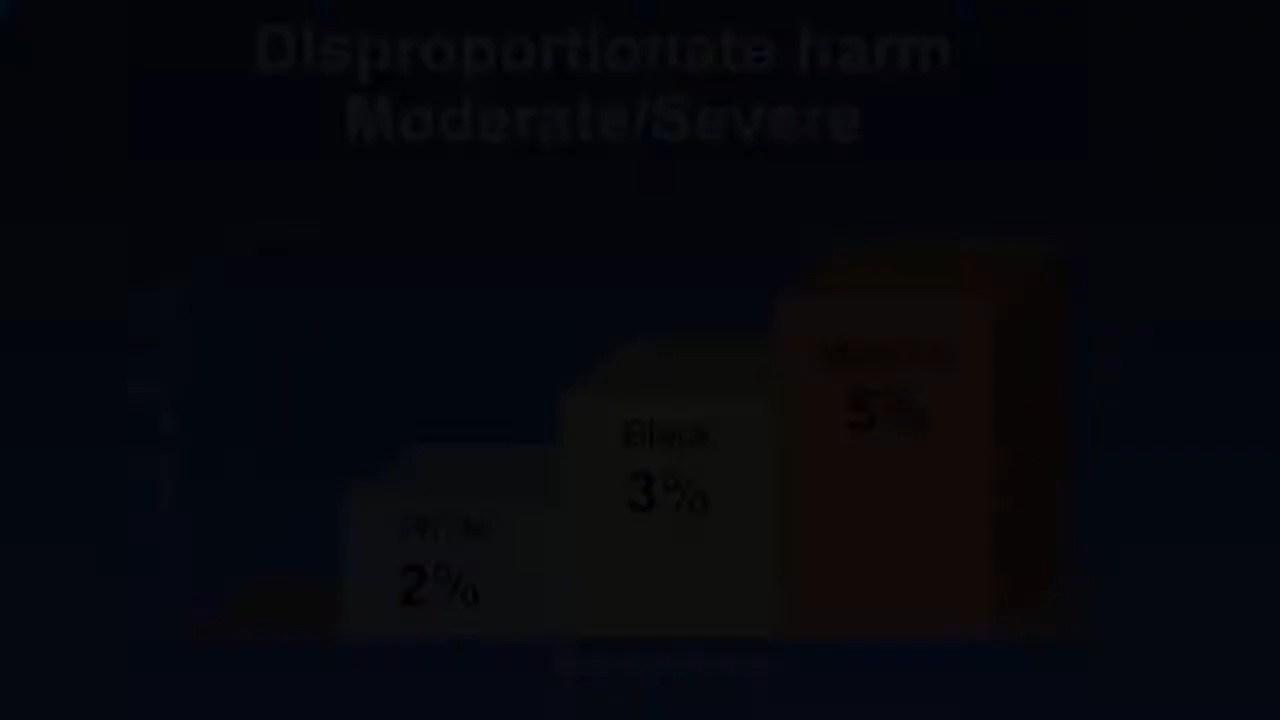 Disproportionate harm
Moderate/Severe
5%
Black
3%
White
2%